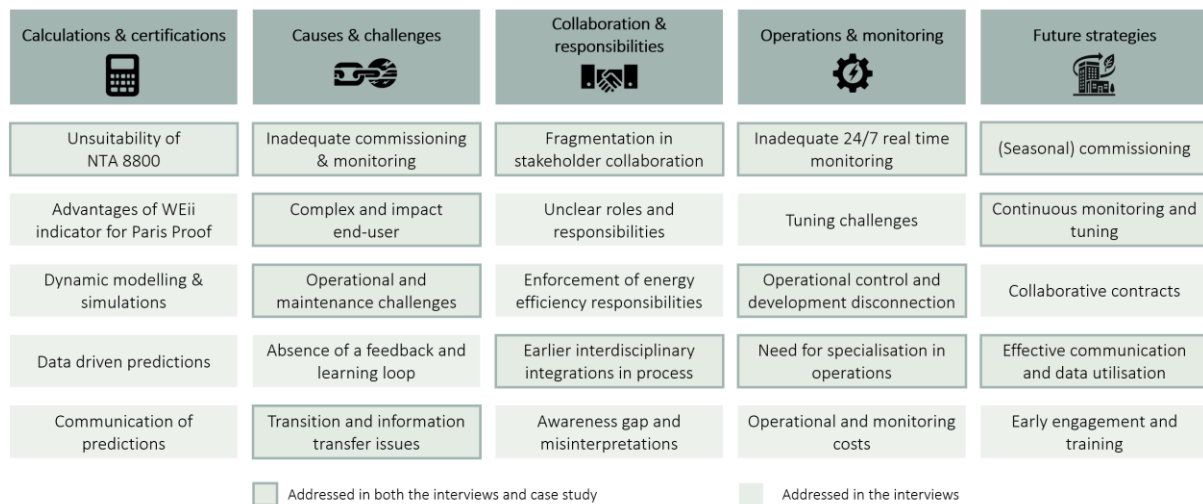 Calculations & certifications
Causes & challenges
Collaboration &
responsibilities
Operations & monitoring
Future strategies
Unsuitability of
NTA 8800
Inadequate commissioning
& monitoring
Fragmentation in
stakeholder collaboration
Inadequate 24/7 real time
monitoring
(Seasonal) commissioning
Advantages of WEii
indicator for Paris Proof
Complex and impact
end-user
Unclear roles and
responsibilities
Tuning challenges
Continuous monitoring and
tuning
Dynamic modelling &
simulations
Operational and
maintenance challenges
Enforcement of energy
efficiency responsibilities
Operational control and
development disconnection
Collaborative contracts
Data driven predictions
Absence of a feedback and
learning loop
Earlier interdisciplinary
integrations in process
Need for specialisation in
operations
Effective communication
and data utilisation
Communication of
predictions
Transition and information
transfer issues
Awareness gap and
misinterpretations
Operational and monitoring
costs
Early engagement and
training
Addressed in both the interviews and case study
Addressed in the interviews